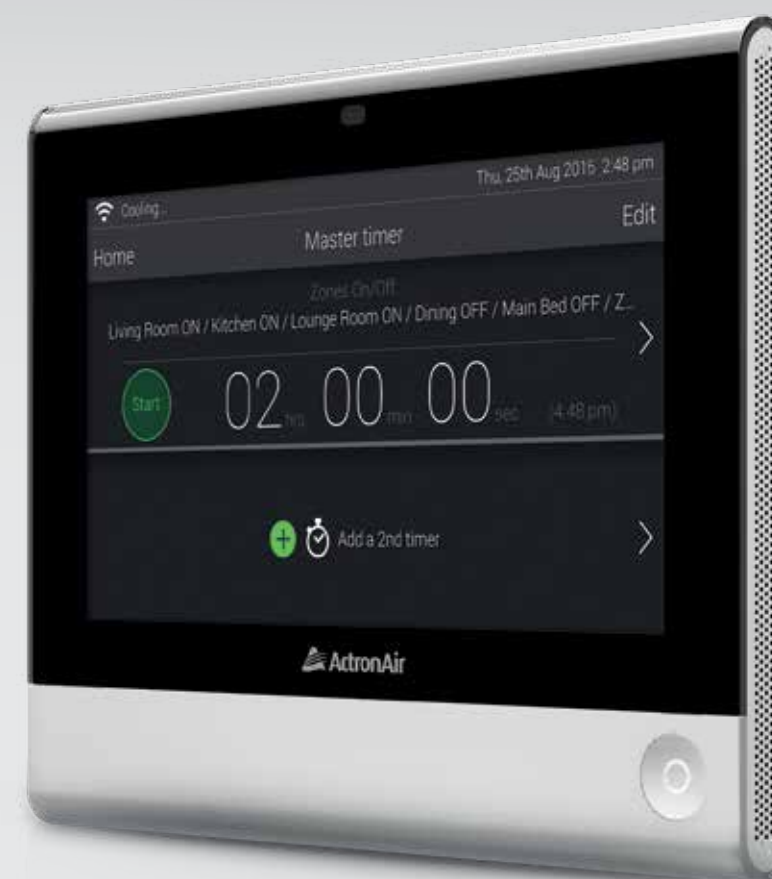 Thu, 25th Aug 2016 2:48 pm
Cooling...
Home Master timer Edit
Zones On/Off
Living Room ON / Kitchen ON / Lounge Room ON / Dining OFF / Main Bed OFF / Z...
Start 02 hrs 00 min 00 sec (4:48 pm)
+ Add a 2nd timer
ActronAir